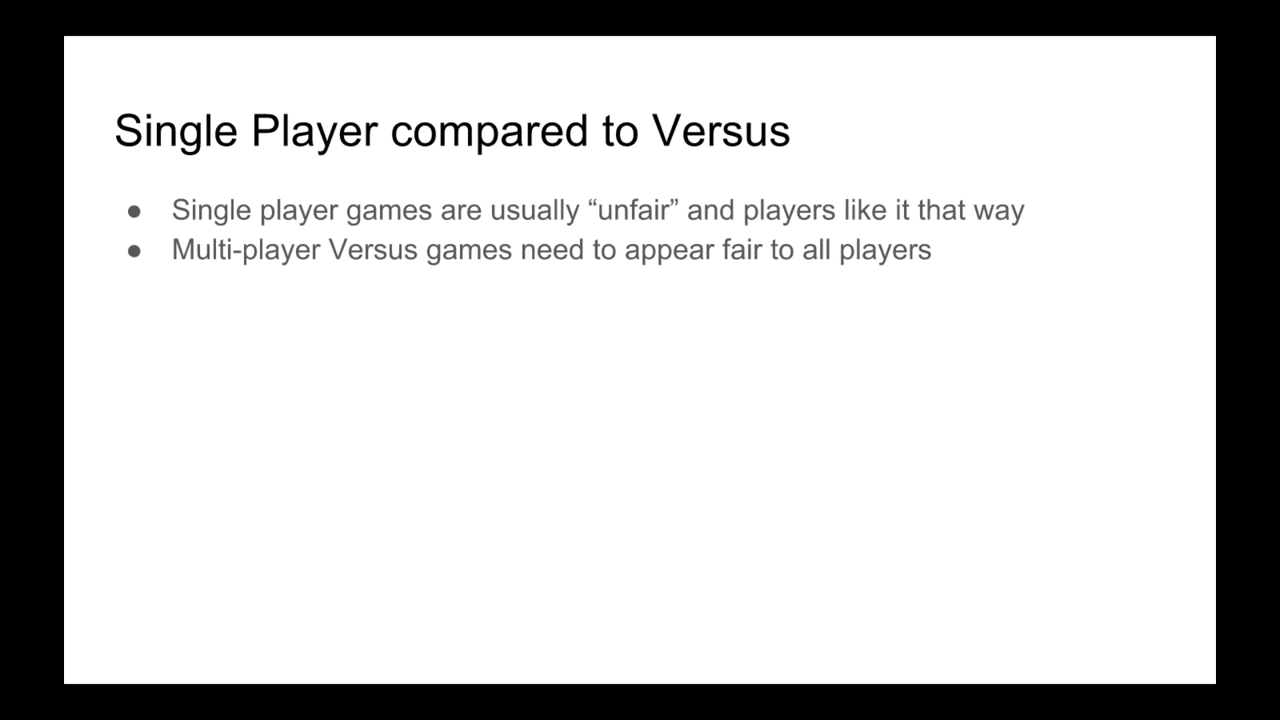 Single Player compared to Versus
● Single player games are usually “unfair” and players like it that way
● Multi-player Versus games need to appear fair to all players